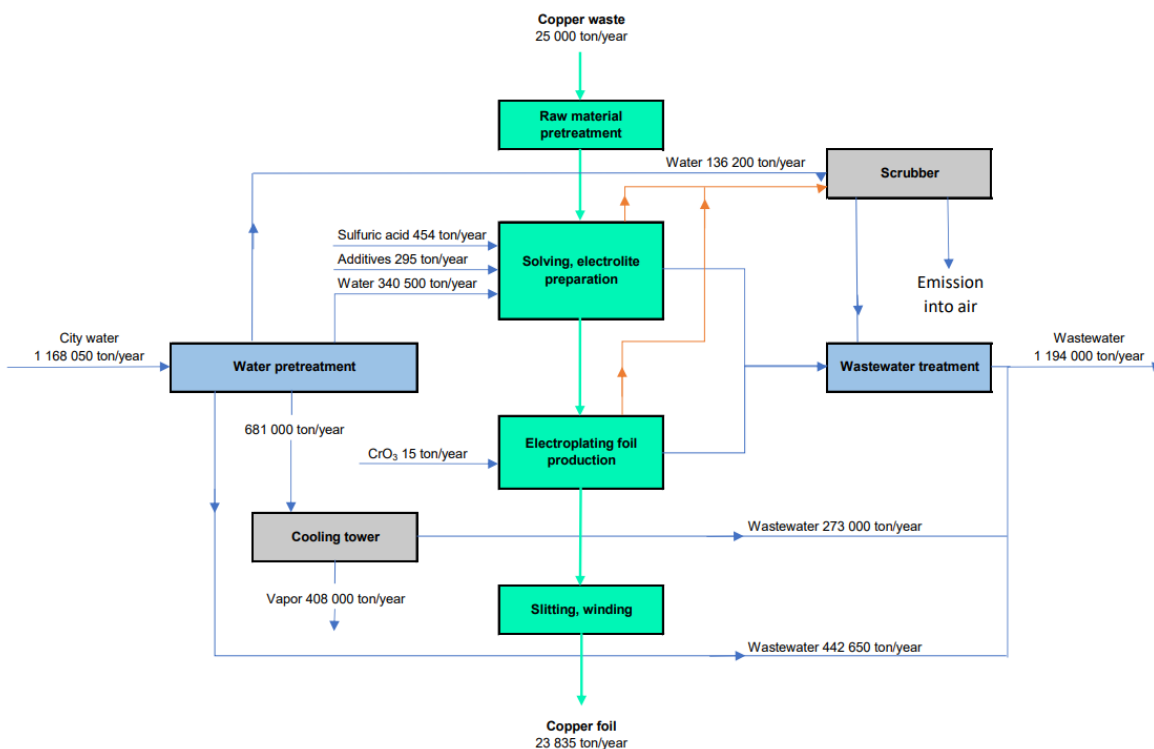 Copper waste
25 000 ton/year
Raw material
pretreatment
Water 136 200 ton/year
Scrubber
Sulfuric acid 454 ton/year
Additives 295 ton/year
Water 340 500 ton/year
Solving, electrolite
preparation
Emission
into air
City water
1 168 050 ton/year
Water pretreatment
Wastewater treatment
Wastewater
1 194 000 ton/year
681 000 ton/year
CrO₃ 15 ton/year
Electroplating foil
production
Cooling tower
Wastewater 273 000 ton/year
Vapor 408 000 ton/year
Slitting, winding
Wastewater 442 650 ton/year
Copper foil
23 835 ton/year